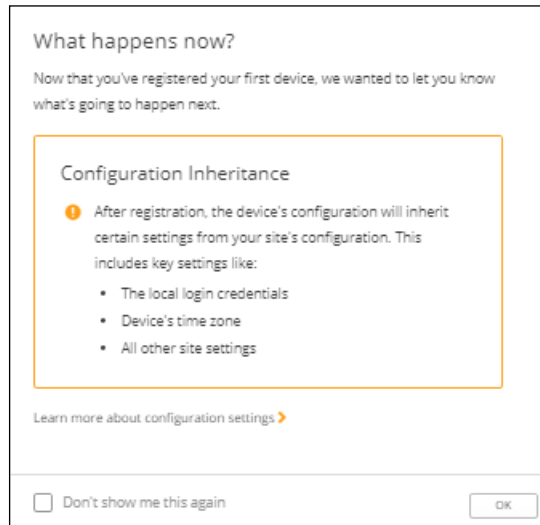 What happens now?
Now that you've registered your first device, we wanted to let you know
what's going to happen next.
Configuration Inheritance
After registration, the device's configuration will inherit
certain settings from your site's configuration. This
includes key settings like:
• The local login credentials
• Device's time zone
• All other site settings
Learn more about configuration settings
Don't show me this again
OK